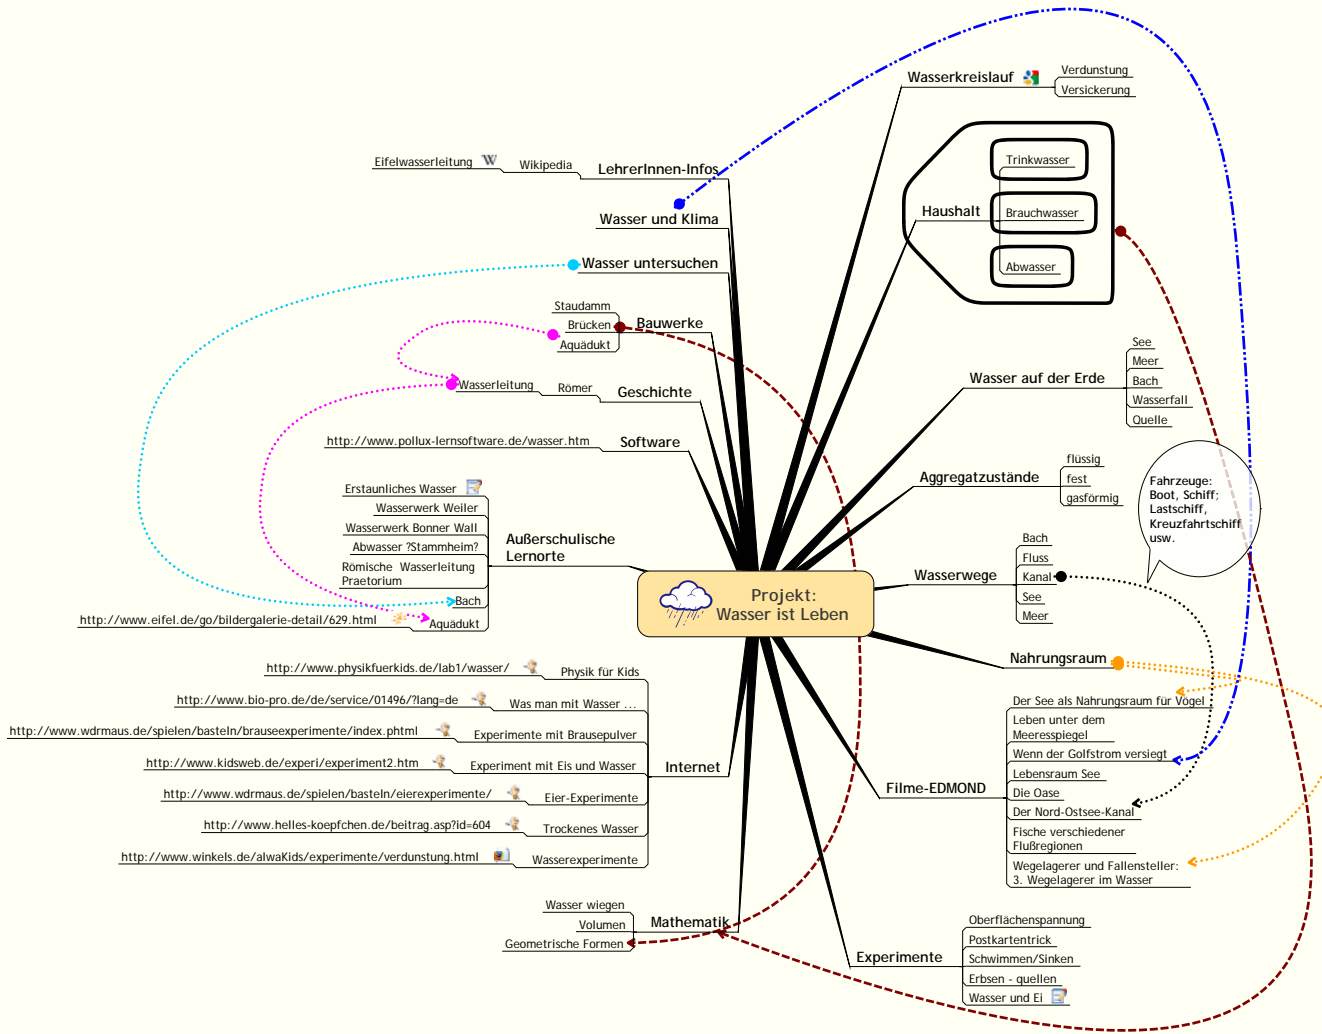 Projekt:
Wasser ist Leben
Wasserkreislauf
Verdunstung
Versickerung
Haushalt
Trinkwasser
Brauchwasser
Abwasser
Wasser auf der Erde
See
Meer
Bach
Wasserfall
Quelle
Aggregatzustände
flüssig
fest
gasförmig
Fahrzeuge:
Boot, Schiff;
Lastschiff,
Kreuzfahrtschiff
usw.
Wasserwege
Bach
Fluss
Kanal
See
Meer
Nahrungsraum
Filme-EDMOND
Der See als Nahrungsraum für Vögel
Leben unter dem
Meeresspiegel
Wenn der Golfstrom versiegt
Lebensraum See
Die Oase
Der Nord-Ostsee-Kanal
Fische verschiedener
Flußregionen
Wegelagerer und Fallensteller:
3. Wegelagerer im Wasser
Experimente
Oberflächenspannung
Postkartentrick
Schwimmen/Sinken
Erbsen - quellen
Wasser und Ei
LehrerInnen-Infos
Wikipedia
Eifelwasserleitung
W
Wasser und Klima
Wasser untersuchen
Bauwerke
Staudamm
Brücken
Aquädukt
Geschichte
Römer
Wasserleitung
Software
http://www.pollux-lernsoftware.de/wasser.htm
Außerschulische
Lernorte
Erstaunliches Wasser
Wasserwerk Weiler
Wasserwerk Bonner Wall
Abwasser ?Stammheim?
Römische Wasserleitung
Praetorium
Bach
Aquädukt
http://www.eifel.de/go/bildergalerie-detail/629.html
Internet
Physik für Kids
http://www.physikfuerkids.de/lab1/wasser/
Was man mit Wasser ...
http://www.bio-pro.de/de/service/01496/?lang=de
Experimente mit Brausepulver
http://www.wdrmaus.de/spielen/basteln/brauseexperimente/index.phtml
Experiment mit Eis und Wasser
http://www.kidsweb.de/experi/experiment2.htm
Eier-Experimente
http://www.wdrmaus.de/spielen/basteln/eierexperimente/
Trockenes Wasser
http://www.helles-koepfchen.de/beitrag.asp?id=604
Wasserexperimente
http://www.winkels.de/alwaKids/experimente/verdunstung.html
Mathematik
Wasser wiegen
Volumen
Geometrische Formen